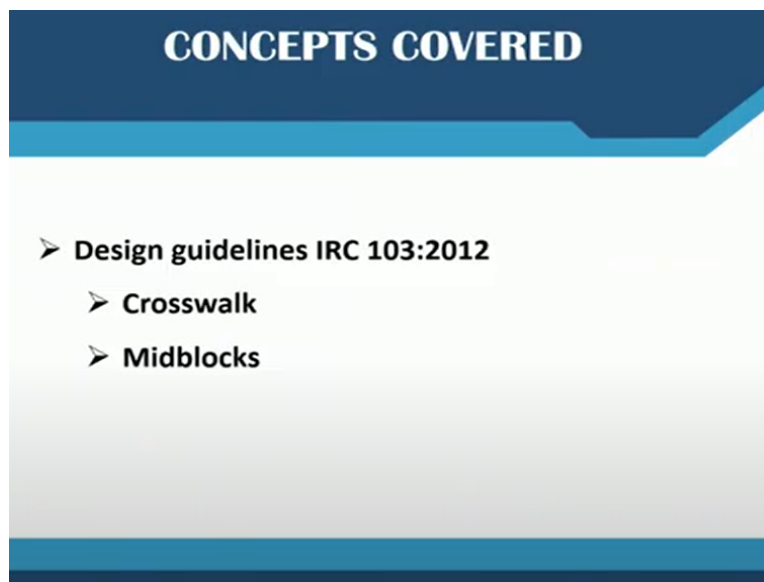 CONCEPTS COVERED
➢ Design guidelines IRC 103:2012
➢ Crosswalk
➢ Midblocks